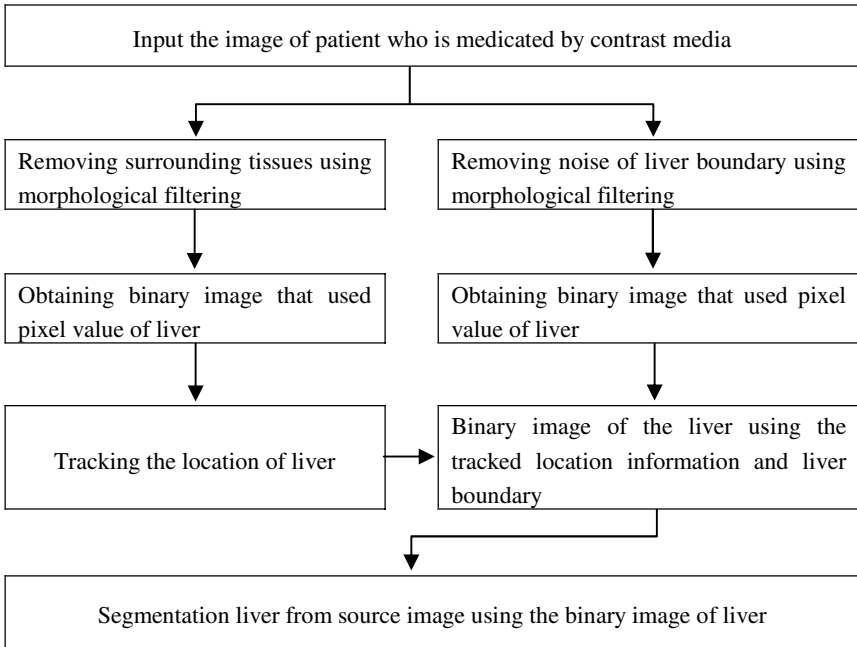 Input the image of patient who is medicated by contrast media
Removing surrounding tissues using
morphological filtering
Removing noise of liver boundary using
morphological filtering
Obtaining binary image that used
pixel value of liver
Obtaining binary image that used pixel
value of liver
Tracking the location of liver
Binary image of the liver using the
tracked location information and liver
boundary
Segmentation liver from source image using the binary image of liver